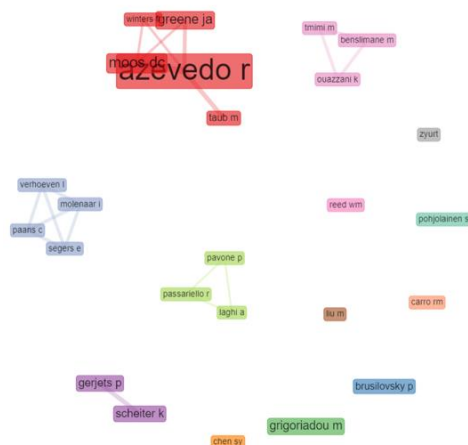 winters f
greene ja
moos dc
azevedo r
taub m
tmimi m
benslimane m
ouazzani k
zyurt
verhoeven l
molenaar i
paans c
segers e
reed wm
pohjolainen s
pavone p
passariello r
laghi a
liu m
carro rm
gerjets p
scheiter k
brusilovsky p
grigoriadou m
chen sy